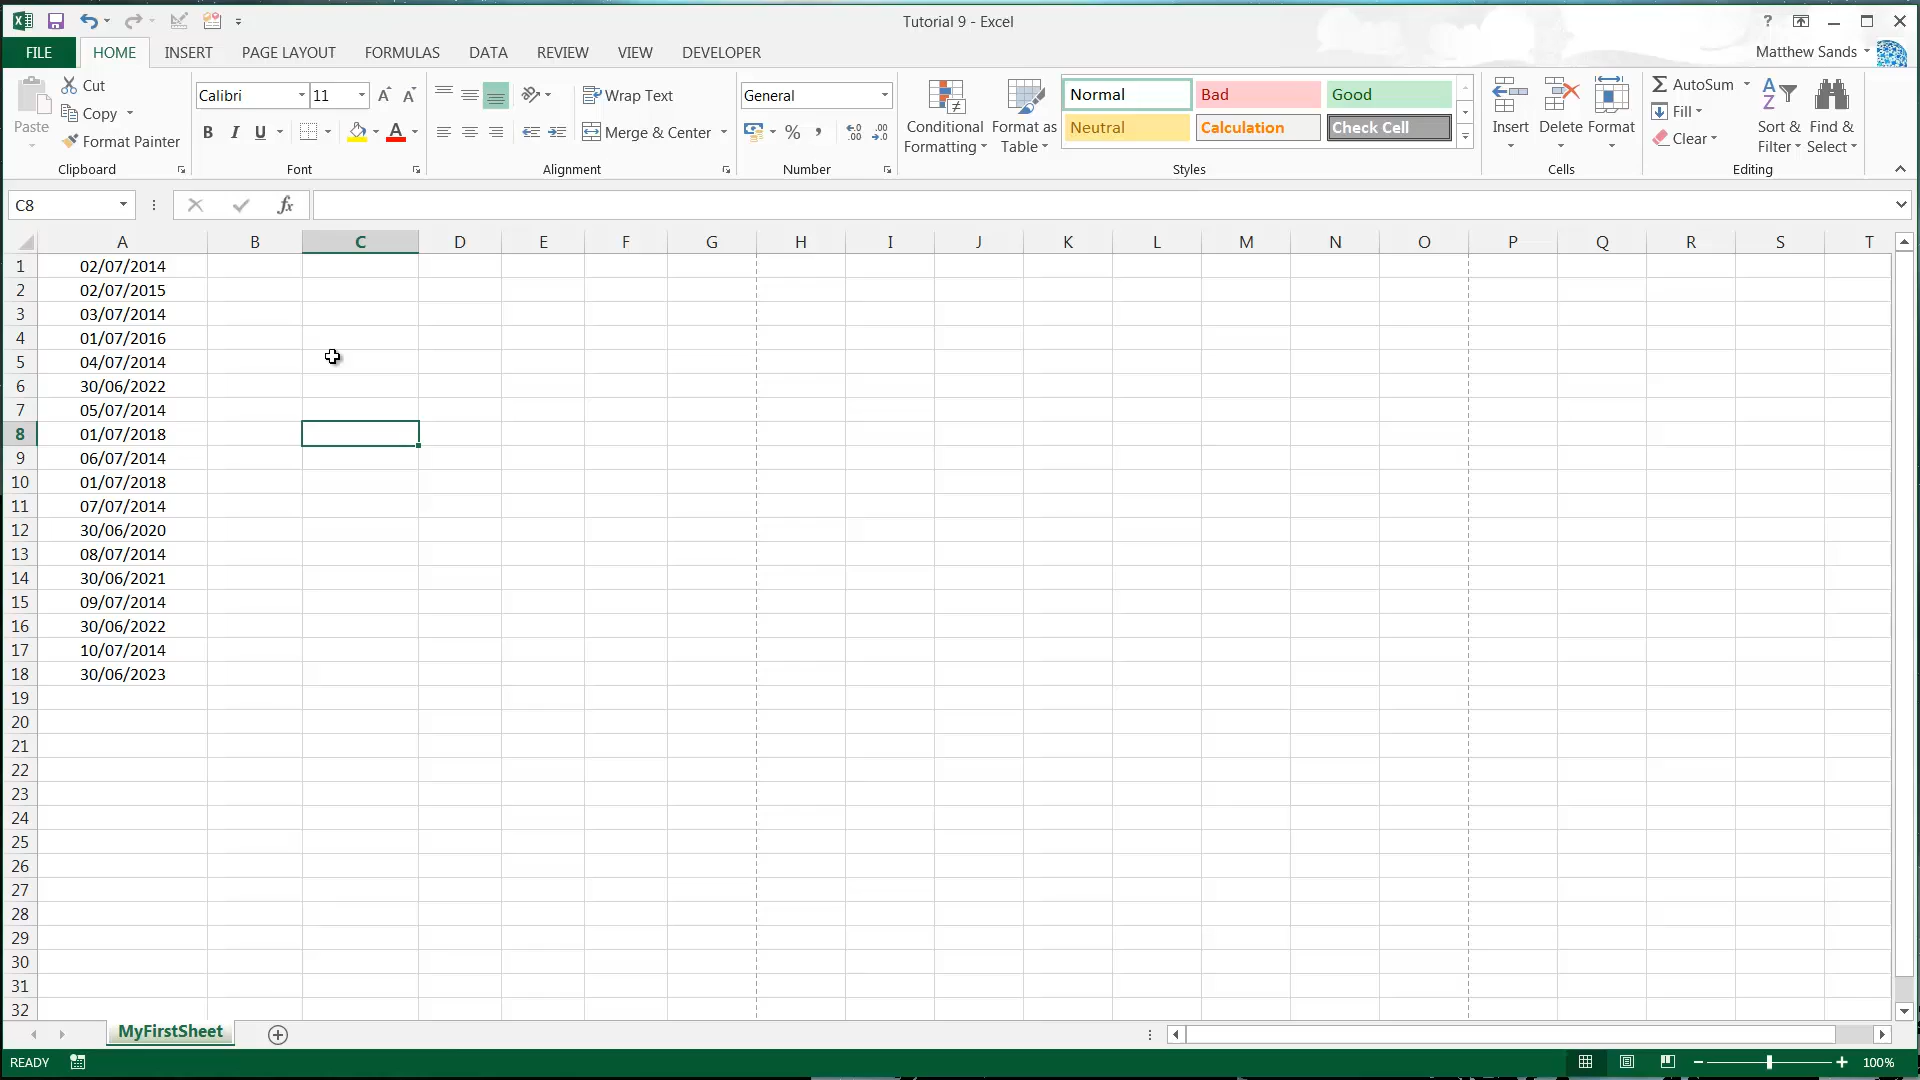 Tutorial 9 - Excel
?
FILE HOME INSERT PAGE LAYOUT FORMULAS DATA REVIEW VIEW DEVELOPER Matthew Sands
Paste
Cut
Copy
Format Painter
Clipboard
Calibri 11
B I U A
Font
Wrap Text
Merge & Center
Alignment
General
% ,
Number
Conditional Formatting
Format as Table
Normal Bad Good
Neutral Calculation Check Cell
Styles
Insert Delete Format
Cells
AutoSum
Fill
Clear
Sort & Filter
Find & Select
Editing
C8 fx
A B C D E F G H I J K L M N O P Q R S T
1 02/07/2014
2 02/07/2015
3 03/07/2014
4 01/07/2016
5 04/07/2014
6 30/06/2022
7 05/07/2014
8 01/07/2018
9 06/07/2014
10 01/07/2018
11 07/07/2014
12 30/06/2020
13 08/07/2014
14 30/06/2021
15 09/07/2014
16 30/06/2022
17 10/07/2014
18 30/06/2023
19
20
21
22
23
24
25
26
27
28
29
30
31
32
MyFirstSheet
READY 100%